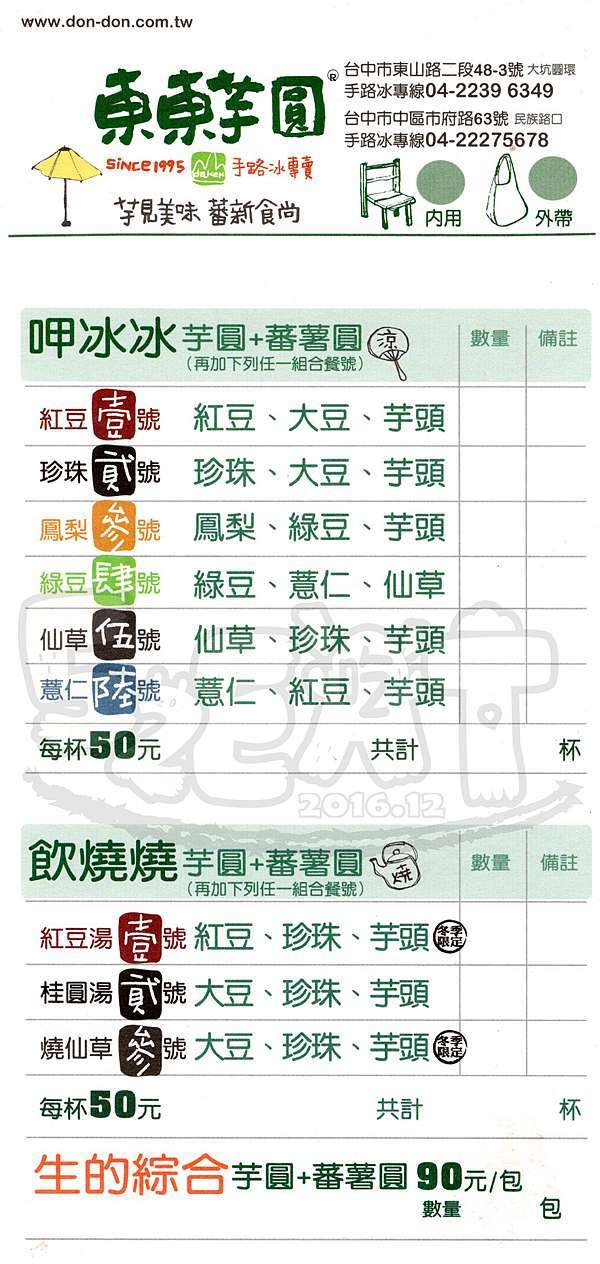 www.don-don.com.tw
東東芋圓®
SINCE1995 手路冰專賣
芋見美味 蕃新食尚
台中市東山路二段48-3號 大坑圓環
手路冰專線04-2239 6349
台中市中區市府路63號 民族路口
手路冰專線04-22275678
內用
外帶
呷冰冰 芋圓+蕃薯圓 涼 數量 備註
(再加下列任一組合餐號)
紅豆壹號 紅豆、大豆、芋頭
珍珠貳號 珍珠、大豆、芋頭
鳳梨參號 鳳梨、綠豆、芋頭
綠豆肆號 綠豆、薏仁、仙草
仙草伍號 仙草、珍珠、芋頭
薏仁陸號 薏仁、紅豆、芋頭
每杯50元 共計 杯
2016.12
飲燒燒 芋圓+蕃薯圓 燒 數量 備註
(再加下列任一組合餐號)
紅豆湯壹號 紅豆、珍珠、芋頭 冬季限定
桂圓湯貳號 大豆、珍珠、芋頭
燒仙草參號 大豆、珍珠、芋頭 冬季限定
每杯50元 共計 杯
生的綜合 芋圓+蕃薯圓 90元/包
數量 包